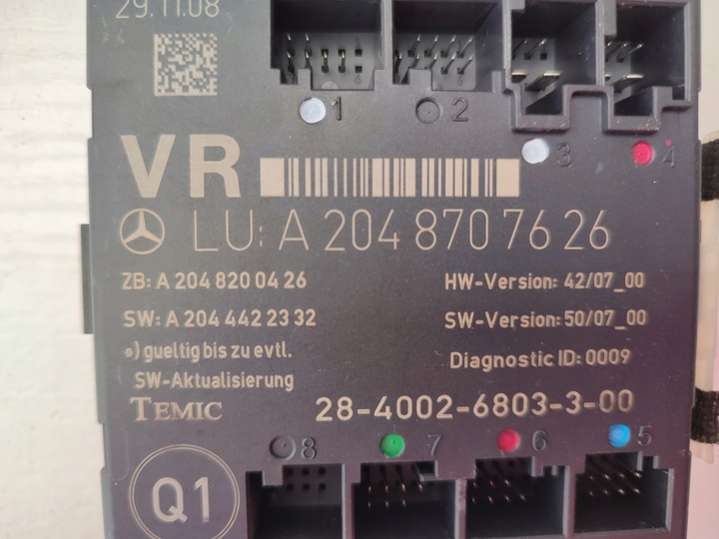 29.11.08
1
2
3
4
VR
LU: A 204 870 76 26
ZB: A 204 820 04 26
HW-Version: 42/07_00
SW: A 204 442 23 32
SW-Version: 50/07_00
*) gueltig bis zu evtl.
SW-Aktualisierung
Diagnostic ID: 0009
TEMIC
28-4002-6803-3-00
8
7
6
5
Q1